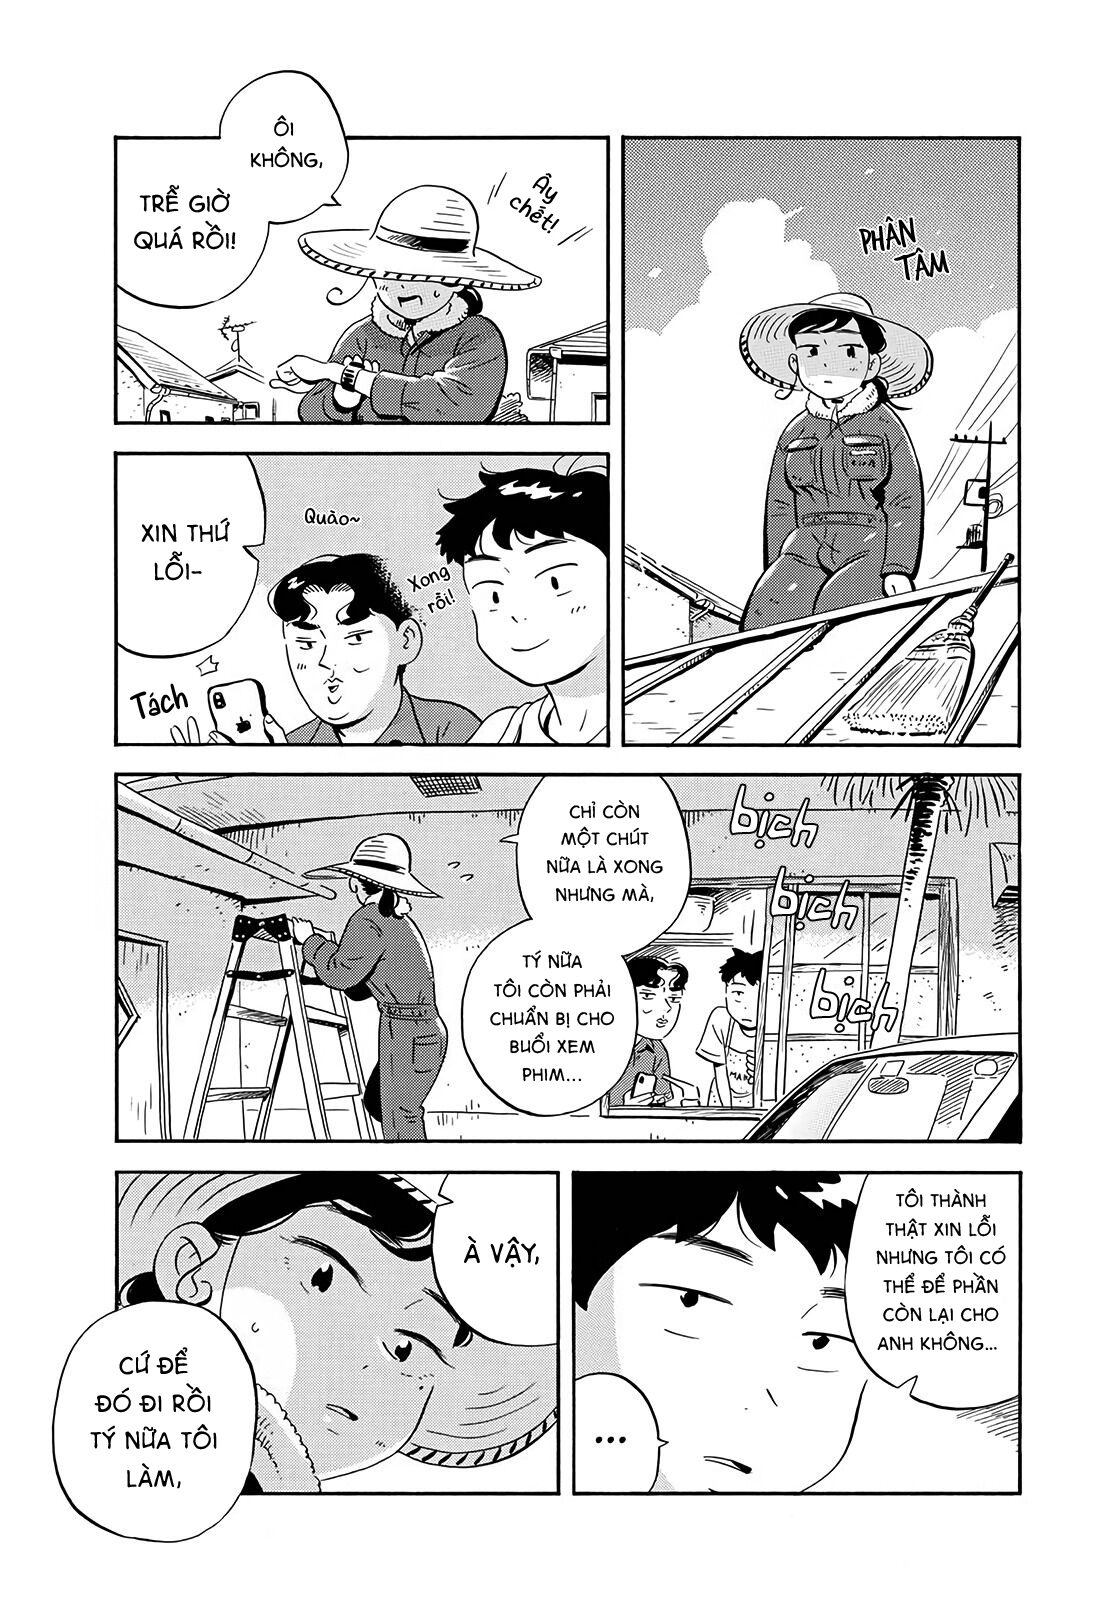 PHÂN
TÂM
ÔI
KHÔNG,
TRỄ GIỜ
QUÁ RỒI!
Ây
chết!
XIN THỨ
LỖI-
Quào~
Xong
rồi!
Tách
CHỈ CÒN
MỘT CHÚT
NỮA LÀ XONG
NHƯNG MÀ,
TÝ NỮA
TÔI CÒN PHẢI
CHUẨN BỊ CHO
BUỔI XEM
PHIM...
bịch
bịch
bịch
TÔI THÀNH
THẬT XIN LỖI
NHƯNG TÔI CÓ
THỂ ĐỂ PHẦN
CÒN LẠI CHO
ANH KHÔNG...
...
À VẬY,
CỨ ĐỂ
ĐÓ ĐI RỒI
TÝ NỮA TÔI
LÀM,